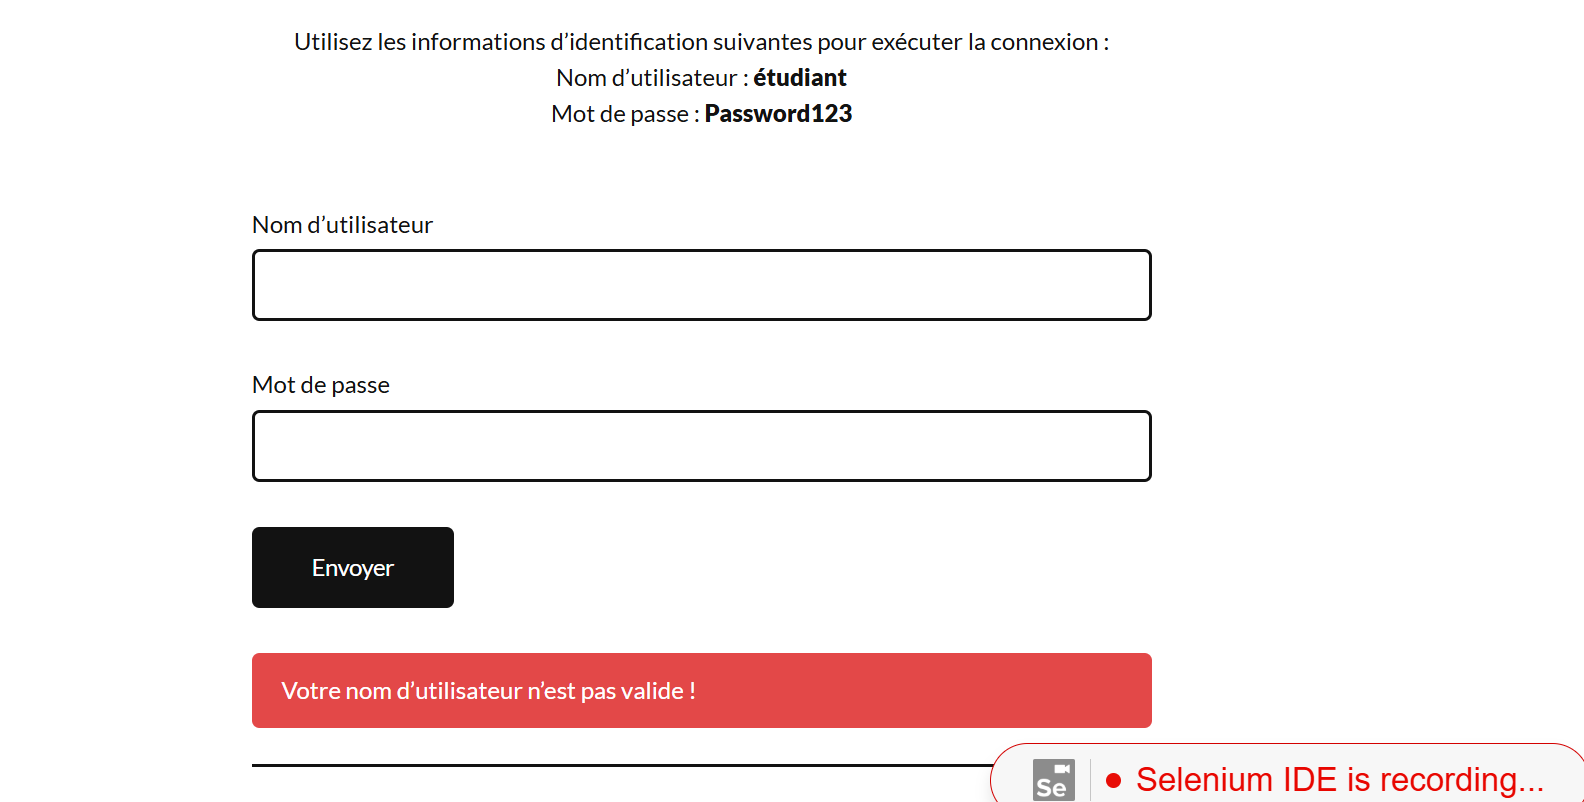 Utilisez les informations d’identification suivantes pour exécuter la connexion :
Nom d’utilisateur : étudiant
Mot de passe : Password123
Nom d’utilisateur
Mot de passe
Envoyer
Votre nom d’utilisateur n’est pas valide !
Se
Selenium IDE is recording...